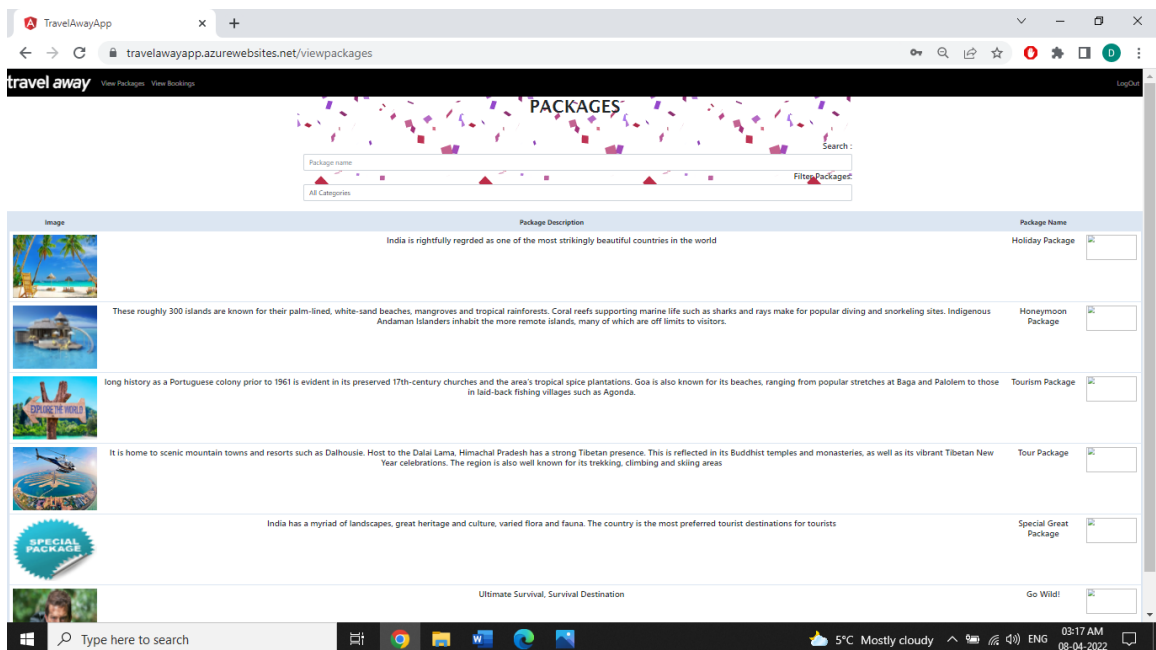 TravelAwayApp
travelawayapp.azurewebsites.net/viewpackages
D
travel away View Packages View Bookings LogOut
PACKAGES
Search :
Package name
Filter Packages:
All Categories
Image Package Description Package Name
India is rightfully regrded as one of the most strikingly beautiful countries in the world Holiday Package
These roughly 300 islands are known for their palm-lined, white-sand beaches, mangroves and tropical rainforests. Coral reefs supporting marine life such as sharks and rays make for popular diving and snorkeling sites. Indigenous
Andaman Islanders inhabit the more remote islands, many of which are off limits to visitors.
Honeymoon
Package
EXPLORE THE WORLD
long history as a Portuguese colony prior to 1961 is evident in its preserved 17th-century churches and the area's tropical spice plantations. Goa is also known for its beaches, ranging from popular stretches at Baga and Palolem to those
in laid-back fishing villages such as Agonda.
Tourism Package
It is home to scenic mountain towns and resorts such as Dalhousie. Host to the Dalai Lama, Himachal Pradesh has a strong Tibetan presence. This is reflected in its Buddhist temples and monasteries, as well as its vibrant Tibetan New
Year celebrations. The region is also well known for its trekking, climbing and skiing areas
Tour Package
SPECIAL
PACKAGE
India has a myriad of landscapes, great heritage and culture, varied flora and fauna. The country is the most preferred tourist destinations for tourists
Special Great
Package
Ultimate Survival, Survival Destination Go Wild!
Type here to search
5°C Mostly cloudy
ENG
03:17 AM
08-04-2022